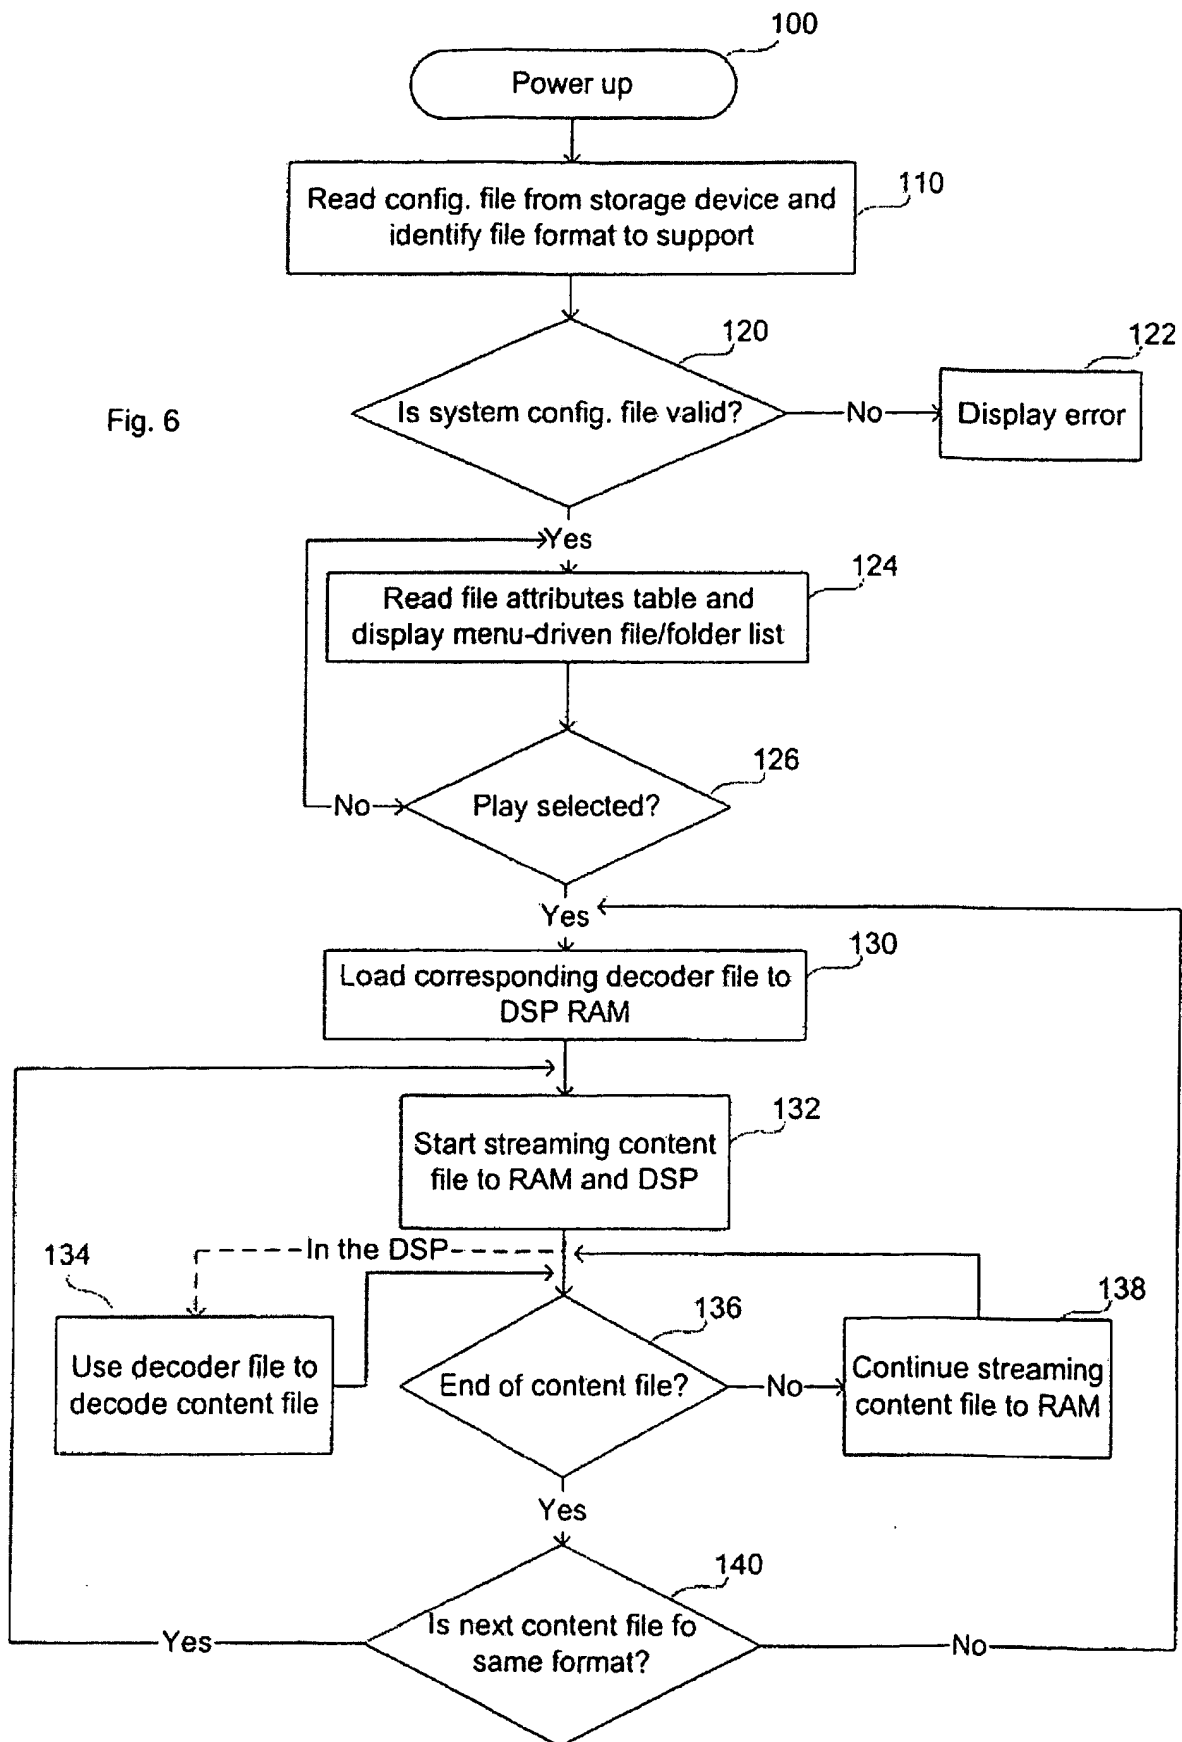 100
Power up
110
Read config. file from storage device and
identify file format to support
120
122
Is system config. file valid?
No
Display error
Fig. 6
Yes
124
Read file attributes table and
display menu-driven file/folder list
126
Play selected?
No
Yes
130
Load corresponding decoder file to
DSP RAM
132
Start streaming content
file to RAM and DSP
In the DSP
134
136
138
Use decoder file to
decode content file
End of content file?
No
Continue streaming
content file to RAM
Yes
140
Is next content file fo
same format?
Yes
No